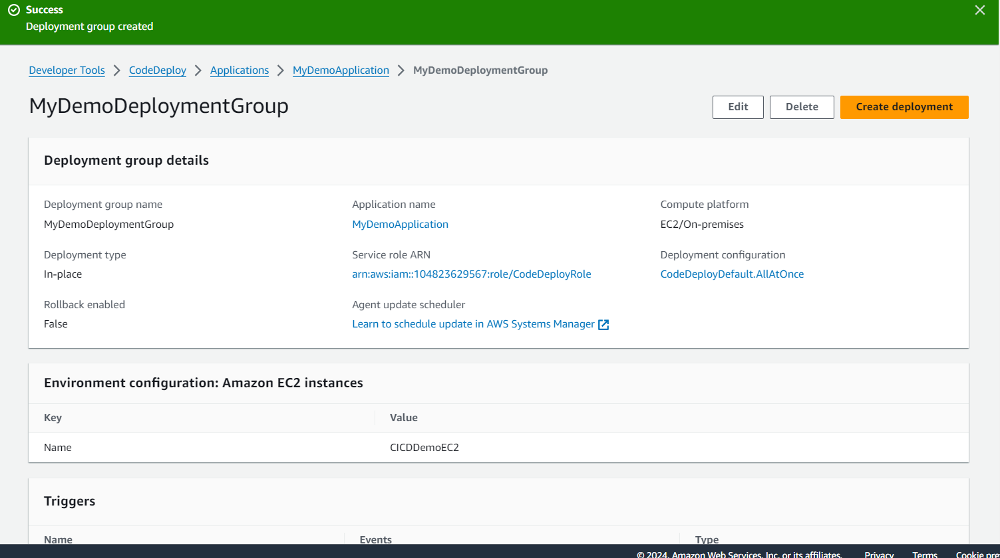 Success
Deployment group created
Developer Tools > CodeDeploy > Applications > MyDemoApplication > MyDemoDeploymentGroup
MyDemoDeploymentGroup
Edit Delete Create deployment
Deployment group details
Deployment group name Application name Compute platform
MyDemoDeploymentGroup MyDemoApplication EC2/On-premises
Deployment type Service role ARN Deployment configuration
In-place arn:aws:iam::104823629567:role/CodeDeployRole CodeDeployDefault.AllAtOnce
Rollback enabled Agent update scheduler
False Learn to schedule update in AWS Systems Manager
Environment configuration: Amazon EC2 instances
Key Value
Name CICDDemoEC2
Triggers
Name Events Type
© 2024, Amazon Web Services, Inc. or its affiliates. Privacy Terms Cookie pre